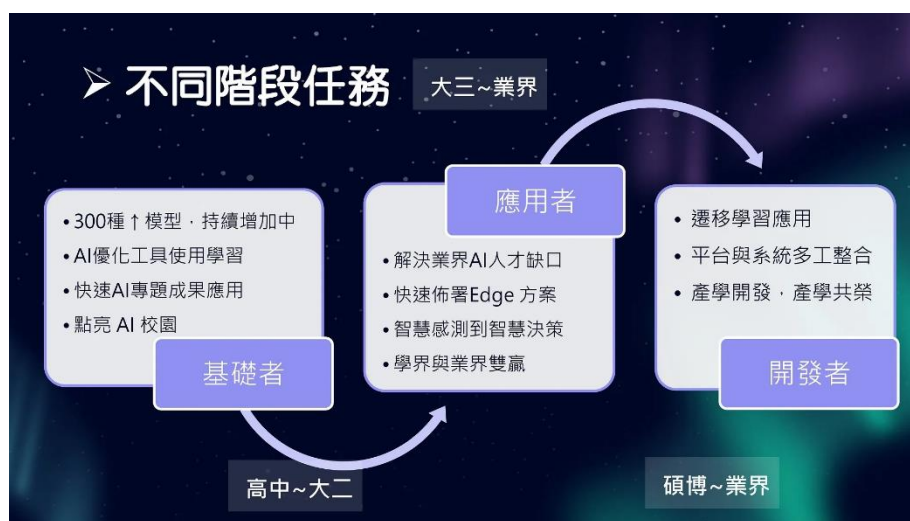 ➢ 不同階段任務
大三~業界
• 300種↑模型，持續增加中
• AI優化工具使用學習
• 快速AI專題成果應用
• 點亮 AI 校園
基礎者
高中~大二
應用者
• 解決業界AI人才缺口
• 快速佈署Edge 方案
• 智慧感測到智慧決策
• 學界與業界雙贏
• 遷移學習應用
• 平台與系統多工整合
• 產學開發，產學共榮
開發者
碩博~業界